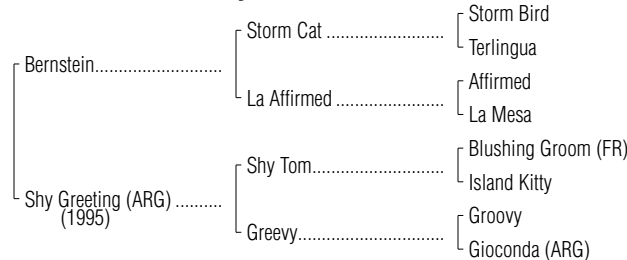 Storm Bird
Storm Cat ........................
Terlingua
Bernstein..........................
Affirmed
La Affirmed ......................
La Mesa
Blushing Groom (FR)
Shy Tom...........................
Island Kitty
Shy Greeting (ARG) ..........
(1995)
Groovy
Greevy..............................
Gioconda (ARG)